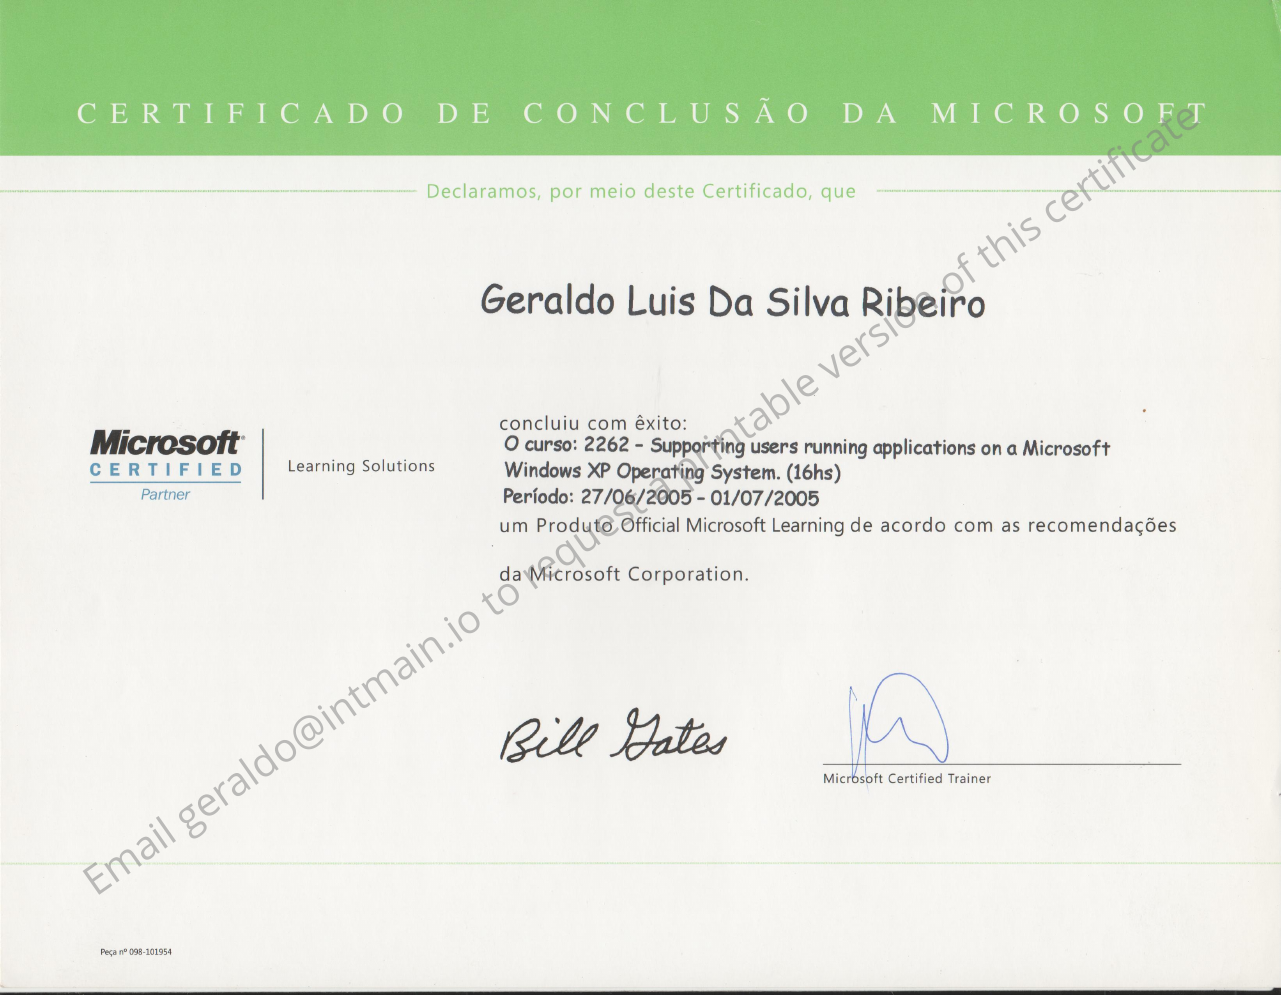 CERTIFICADO DE CONCLUSÃO DA MICROSOFT
Declaramos, por meio deste Certificado, que
Geraldo Luis Da Silva Ribeiro
Microsoft®
CERTIFIED
Partner
Learning Solutions
concluiu com êxito:
O curso: 2262 - Supporting users running applications on a Microsoft
Windows XP Operating System. (16hs)
Período: 27/06/2005 - 01/07/2005
um Produto Official Microsoft Learning de acordo com as recomendações
da Microsoft Corporation.
Bill Gates
Microsoft Certified Trainer
Email geraldo@intmain.io to request a printable version of this certificate
Peça nº 098-101954